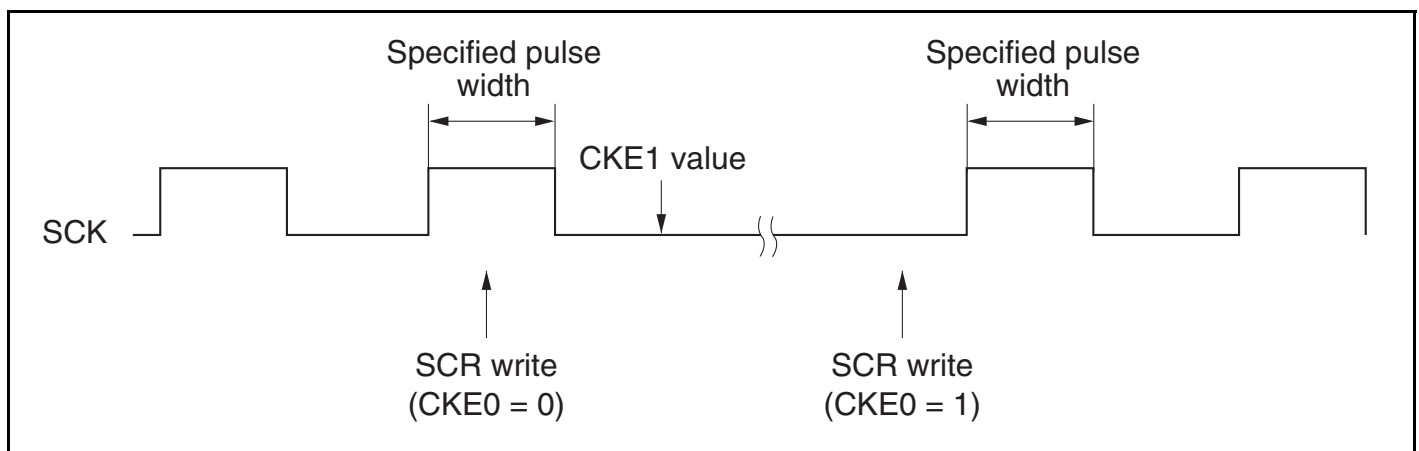 Specified pulse
width
Specified pulse
width
CKE1 value
SCK
SCR write
(CKE0 = 0)
SCR write
(CKE0 = 1)